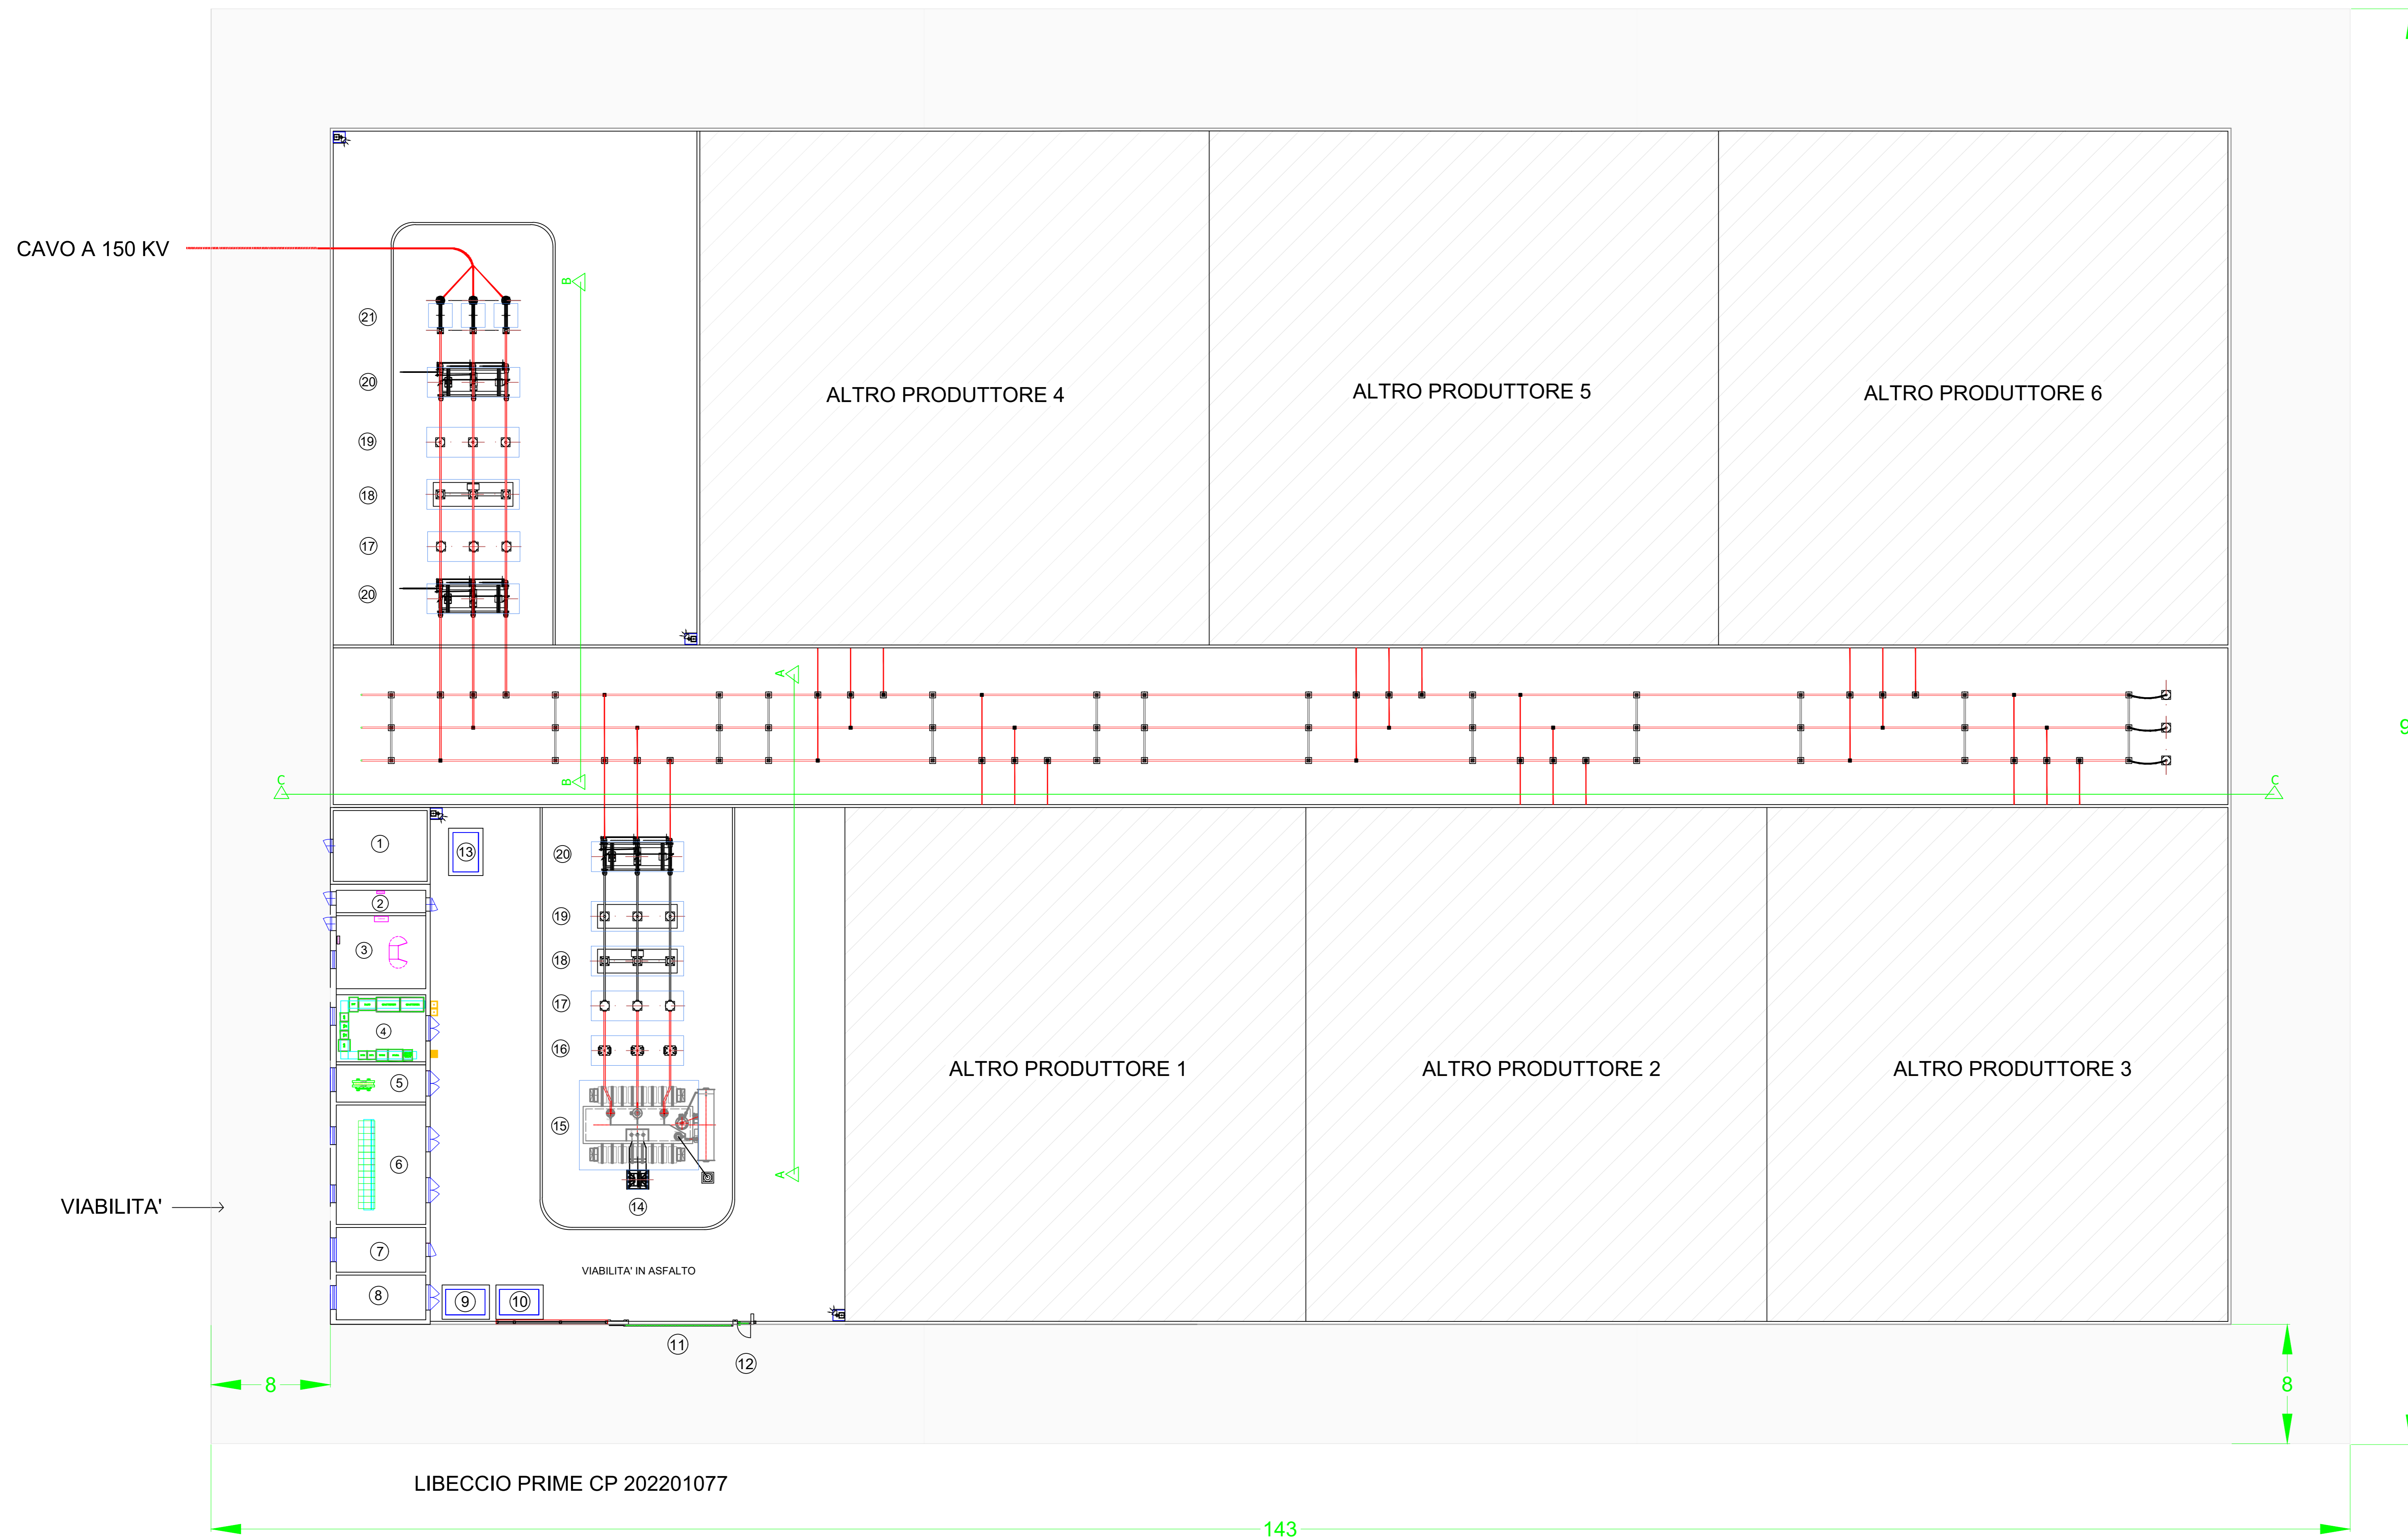 CAVO A 150 KV
B
21
20
19
18
17
20
ALTRO PRODUTTORE 4
ALTRO PRODUTTORE 5
ALTRO PRODUTTORE 6
A
B
C
C
1
13
2
3
4
5
6
7
8
9
10
20
19
18
17
16
15
14
A
VIABILITA'
VIABILITA' IN ASFALTO
11
12
ALTRO PRODUTTORE 1
ALTRO PRODUTTORE 2
ALTRO PRODUTTORE 3
8
8
LIBECCIO PRIME CP 202201077
143